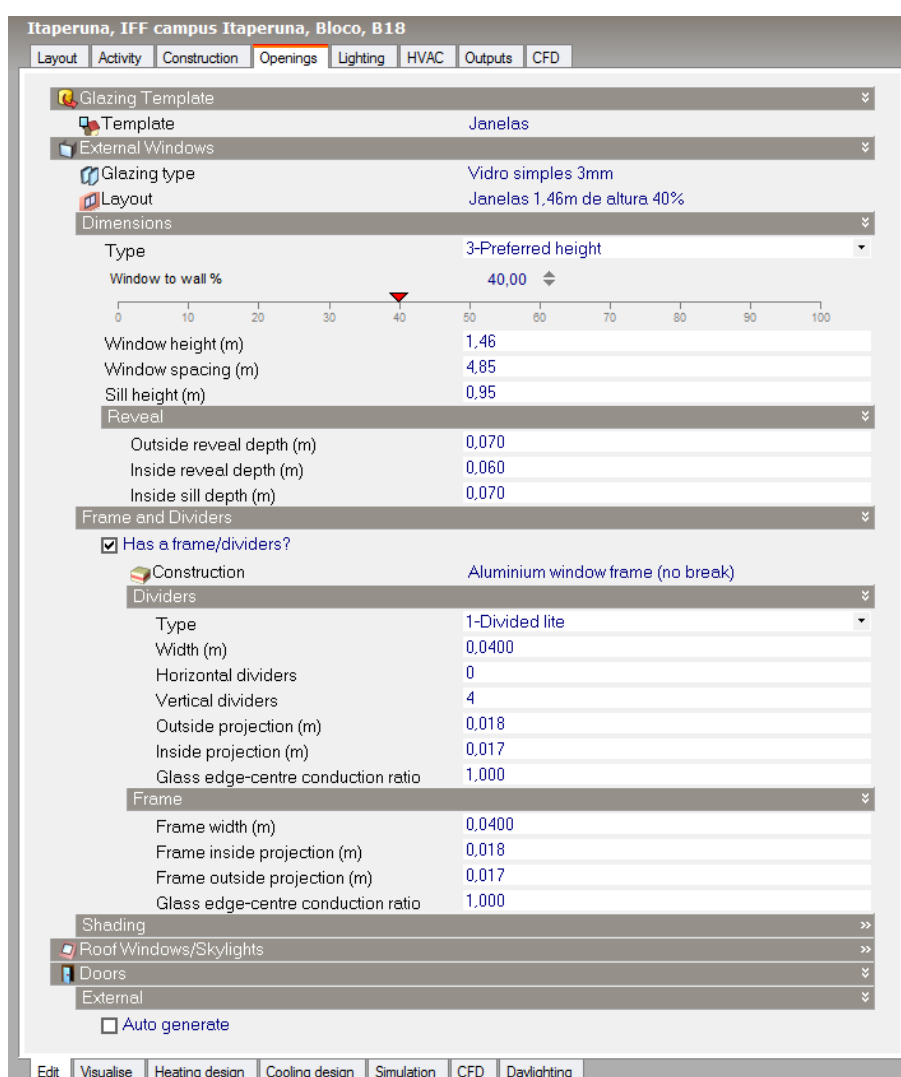 Itaperuna, IFF campus Itaperuna, Bloco, B18
Layout Activity Construction Openings Lighting HVAC Outputs CFD
Glazing Template
Template Janelas
External Windows
Glazing type Vidro simples 3mm
Layout Janelas 1,46m de altura 40%
Dimensions
Type 3-Preferred height
Window to wall % 40,00
0 10 20 30 40 50 60 70 80 90 100
Window height (m) 1,46
Window spacing (m) 4,85
Sill height (m) 0,95
Reveal
Outside reveal depth (m) 0,070
Inside reveal depth (m) 0,060
Inside sill depth (m) 0,070
Frame and Dividers
Has a frame/dividers?
Construction Aluminium window frame (no break)
Dividers
Type 1-Divided lite
Width (m) 0,0400
Horizontal dividers 0
Vertical dividers 4
Outside projection (m) 0,018
Inside projection (m) 0,017
Glass edge-centre conduction ratio 1,000
Frame
Frame width (m) 0,0400
Frame inside projection (m) 0,018
Frame outside projection (m) 0,017
Glass edge-centre conduction ratio 1,000
Shading
Roof Windows/Skylights
Doors
External
Auto generate
Edit Visualise Heating design Cooling design Simulation CFD Daylighting